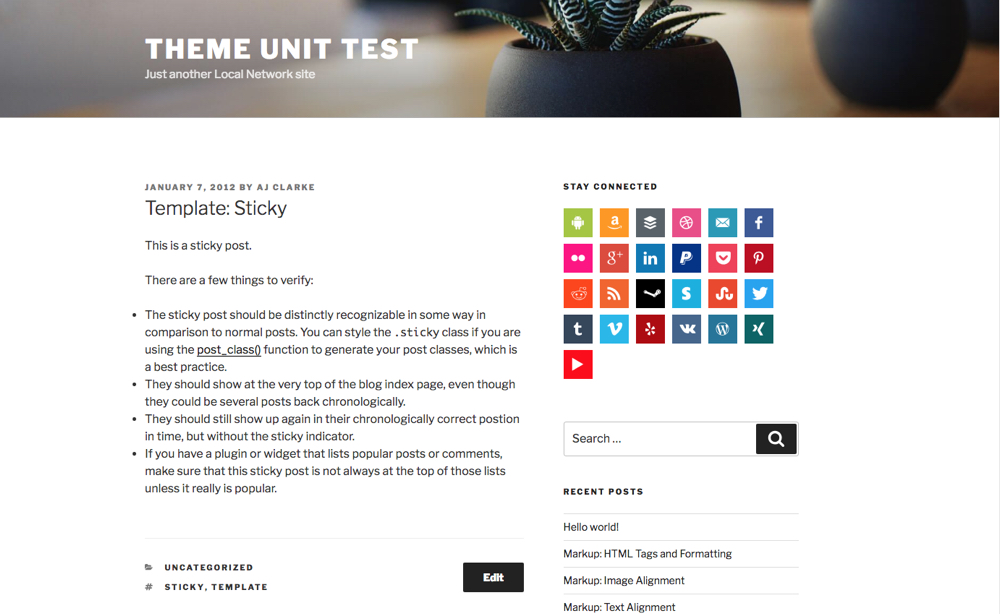 THEME UNIT TEST
Just another Local Network site
JANUARY 7, 2012 BY AJ CLARKE
Template: Sticky
This is a sticky post.
There are a few things to verify:
The sticky post should be distinctly recognizable in some way in
comparison to normal posts. You can style the .sticky class if you are
using the post_class() function to generate your post classes, which is
a best practice.
They should show at the very top of the blog index page, even though
they could be several posts back chronologically.
They should still show up again in their chronologically correct postion
in time, but without the sticky indicator.
If you have a plugin or widget that lists popular posts or comments,
make sure that this sticky post is not always at the top of those lists
unless it really is popular.
UNCATEGORIZED
# STICKY, TEMPLATE
Edit
STAY CONNECTED
Search …
RECENT POSTS
Hello world!
Markup: HTML Tags and Formatting
Markup: Image Alignment
Markup: Text Alignment